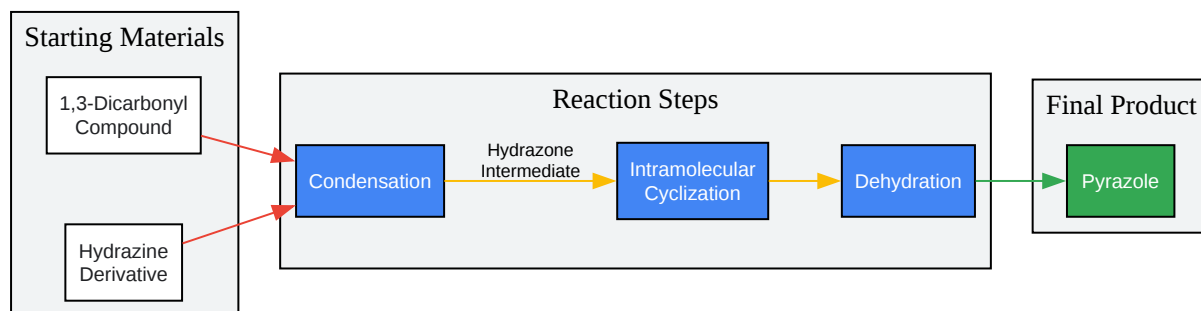 Starting Materials
1,3-Dicarbonyl
Compound
Hydrazine
Derivative
Reaction Steps
Condensation
Hydrazone
Intermediate
Intramolecular
Cyclization
Dehydration
Final Product
Pyrazole